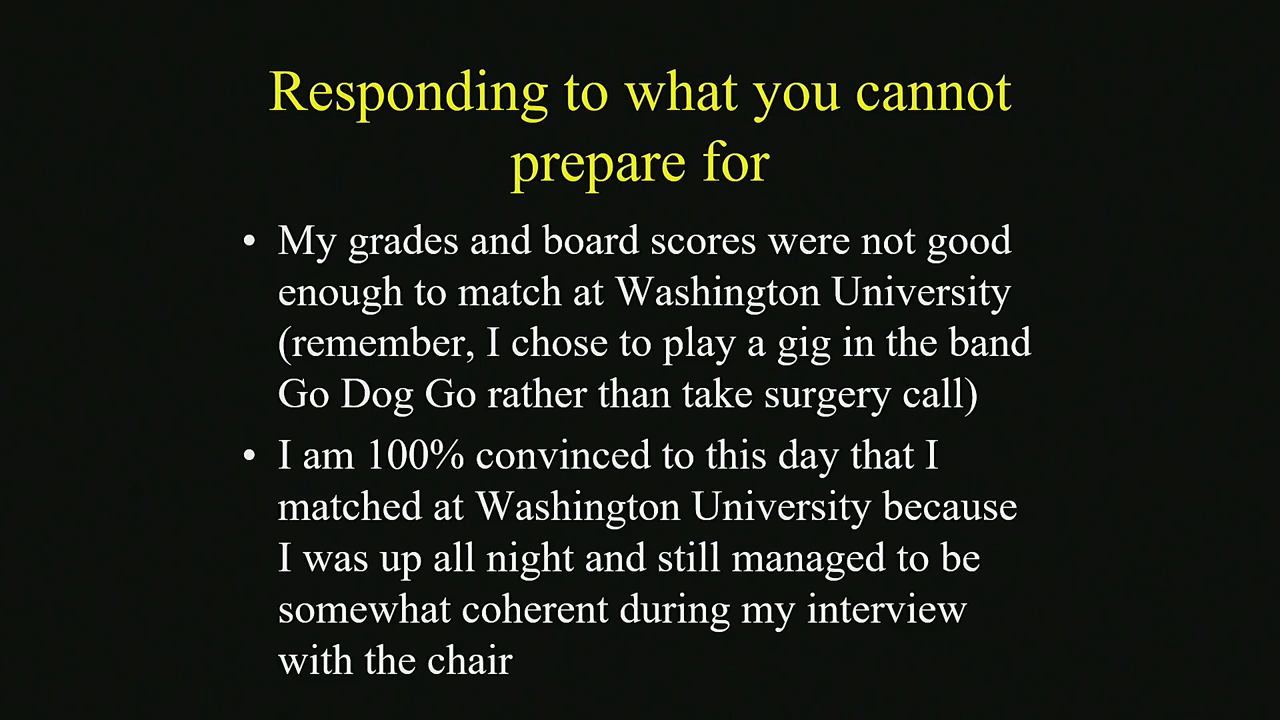 Responding to what you cannot
prepare for
• My grades and board scores were not good
enough to match at Washington University
(remember, I chose to play a gig in the band
Go Dog Go rather than take surgery call)
• I am 100% convinced to this day that I
matched at Washington University because
I was up all night and still managed to be
somewhat coherent during my interview
with the chair